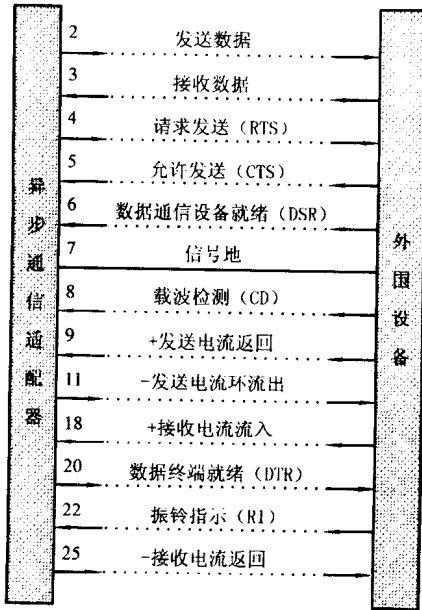 异步通信通配器
外围设备
2 发送数据
3 接收数据
4 请求发送(RTS)
5 允许发送(CTS)
6 数据通信设备就绪(DSR)
7 信号地
8 载波检测(CD)
9 +发送电流返回
11 -发送电流环流出
18 +接收电流流入
20 数据终端就绪(DTR)
22 振铃指示(RI)
25 -接收电流返回